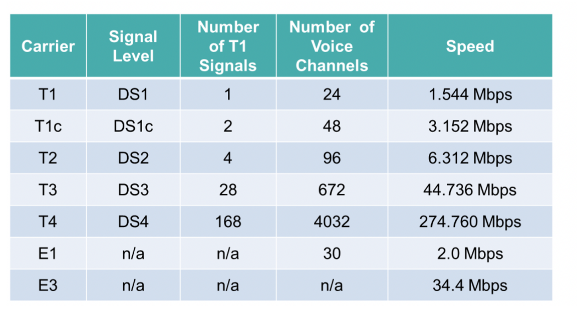 Carrier Signal Level Number of T1 Signals Number of Voice Channels Speed
T1 DS1 1 24 1.544 Mbps
T1c DS1c 2 48 3.152 Mbps
T2 DS2 4 96 6.312 Mbps
T3 DS3 28 672 44.736 Mbps
T4 DS4 168 4032 274.760 Mbps
E1 n/a n/a 30 2.0 Mbps
E3 n/a n/a n/a 34.4 Mbps